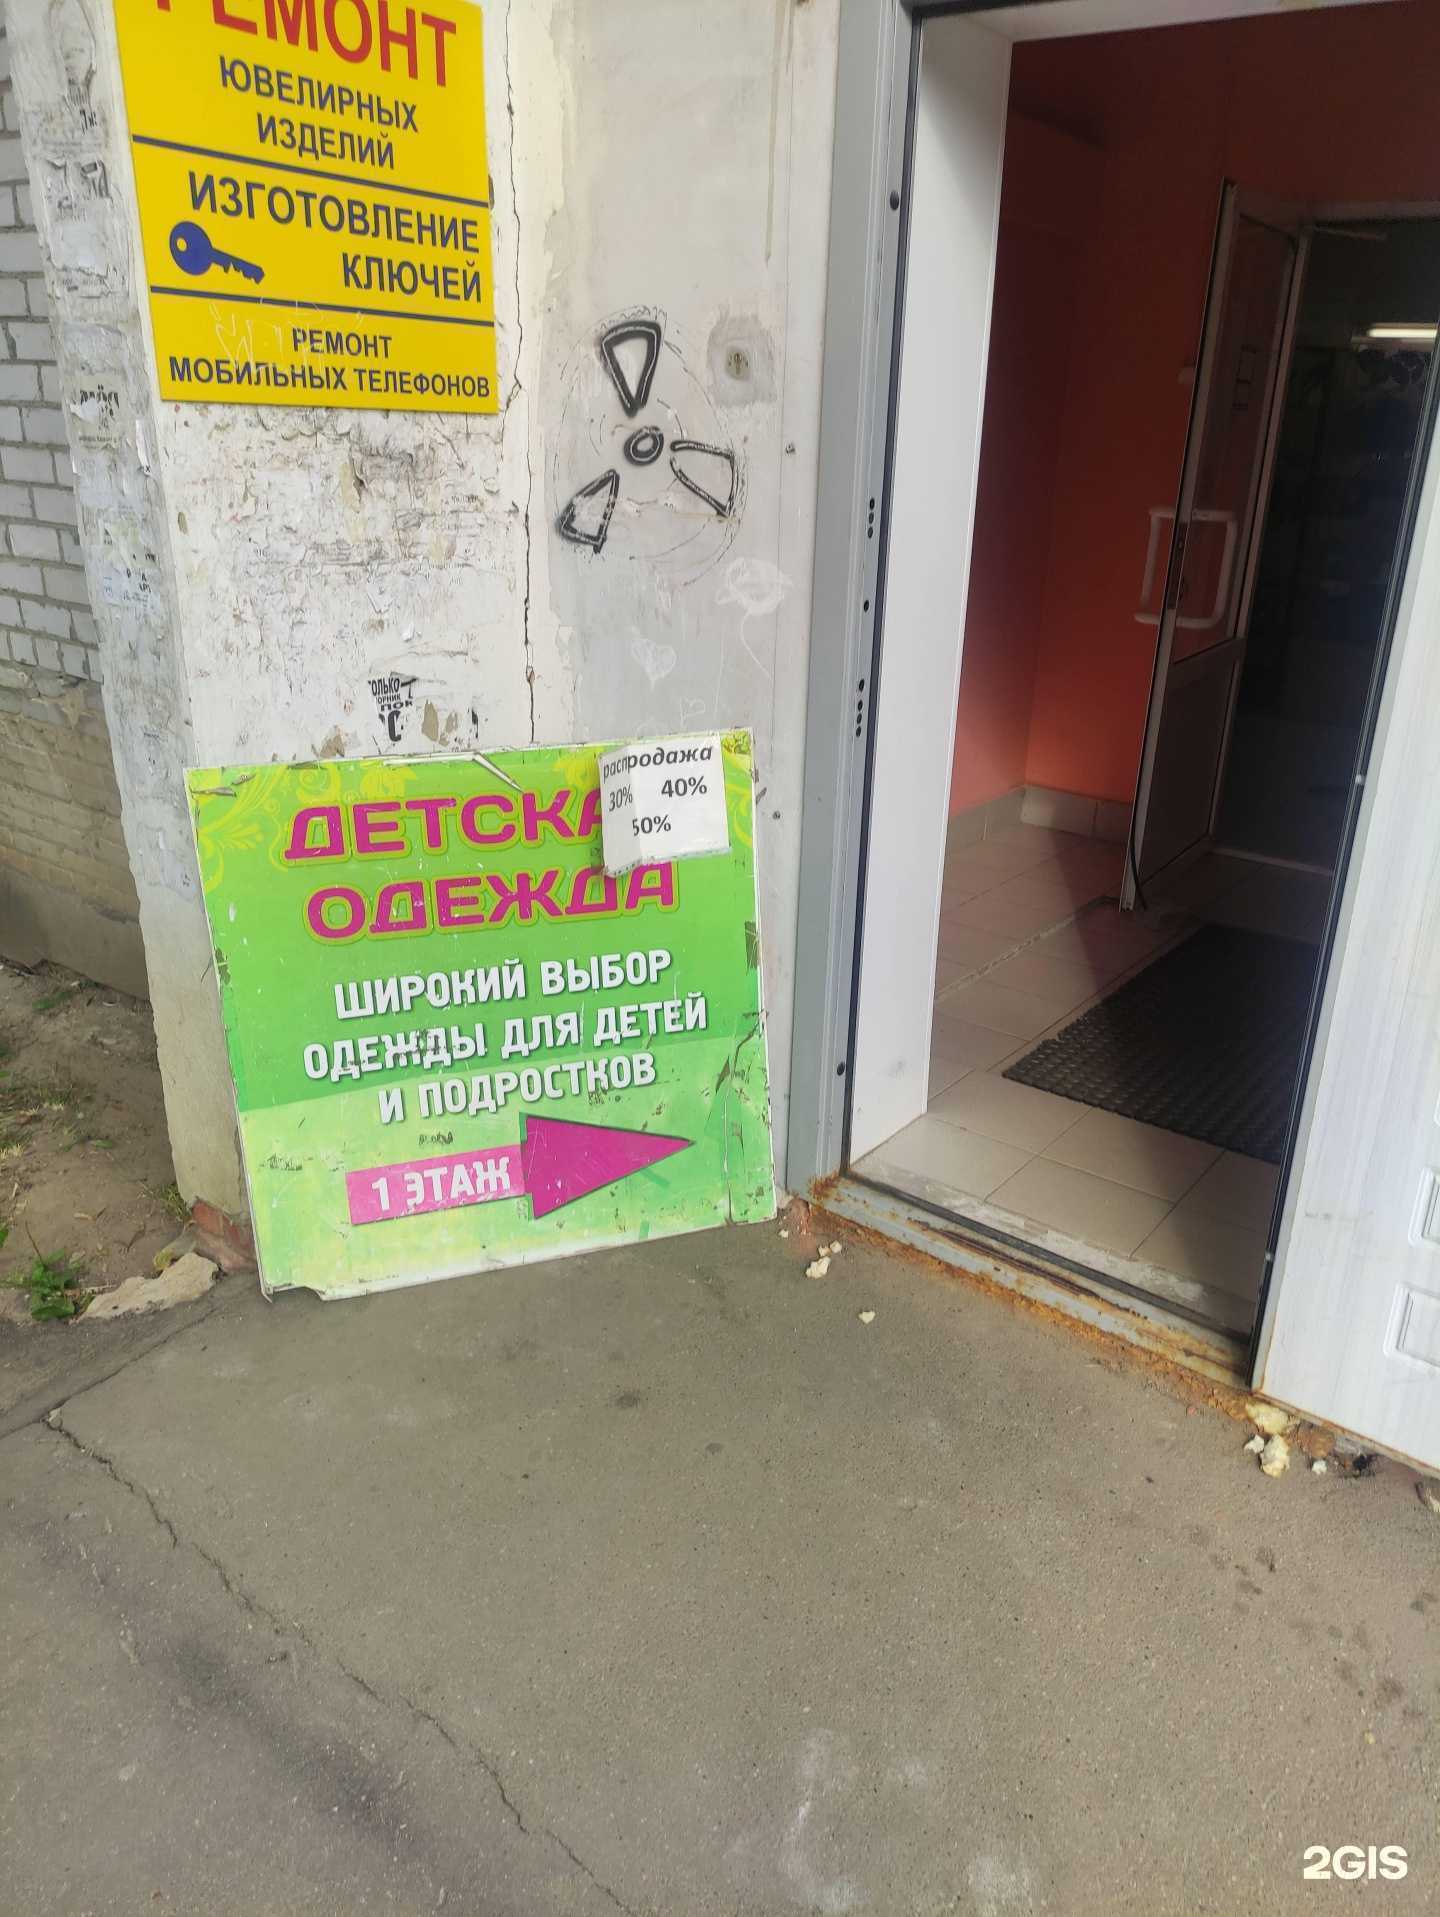 РЕМОНТ
ЮВЕЛИРНЫХ
ИЗДЕЛИЙ
ИЗГОТОВЛЕНИЕ
КЛЮЧЕЙ
РЕМОНТ
МОБИЛЬНЫХ ТЕЛЕФОНОВ
распродажа
30% 40%
50%
ДЕТСКА
ОДЕЖДА
ШИРОКИЙ ВЫБОР
ОДЕЖДЫ ДЛЯ ДЕТЕЙ
И ПОДРОСТКОВ
1 ЭТАЖ
2GIS